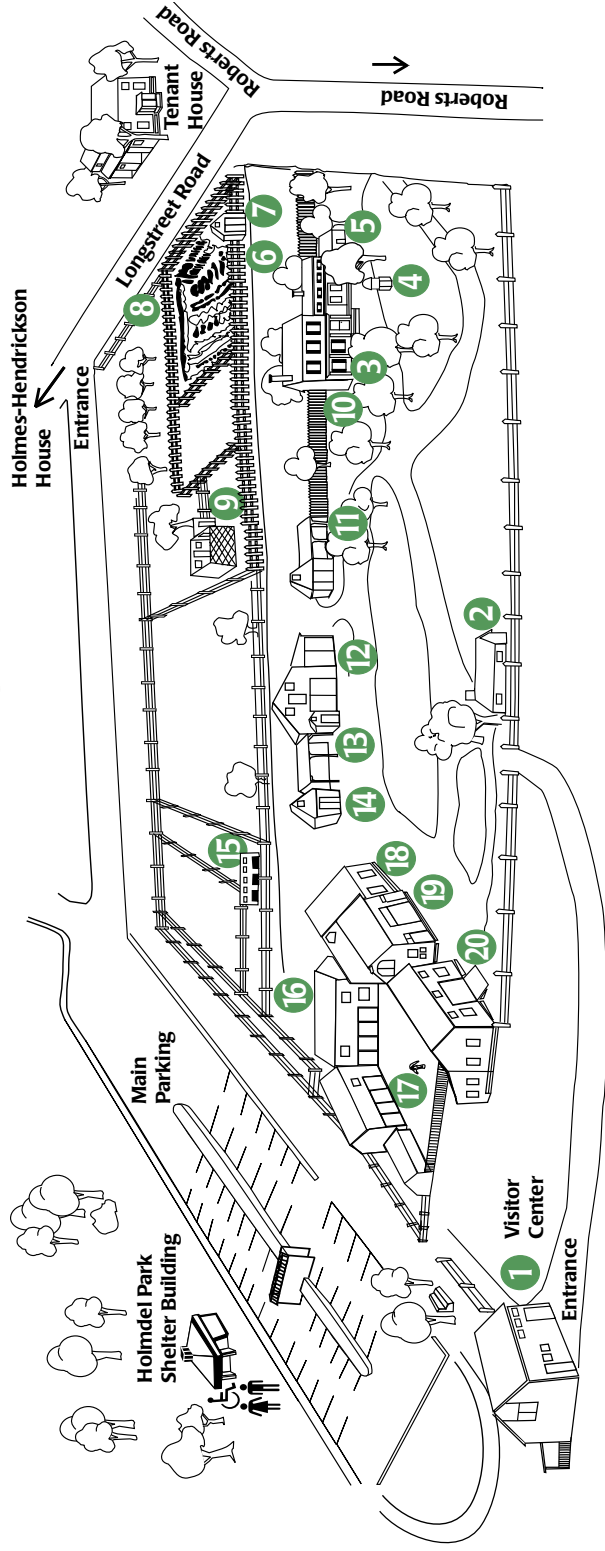 Holmes-Hendrickson
House
Entrance
Longstreet Road
Roberts Road
Roberts Road
Tenant
House
Main
Parking
Holmdel Park
Shelter Building
Visitor
Center
Entrance
1
2
3
4
5
6
7
8
9
10
11
12
13
14
15
16
17
18
19
20